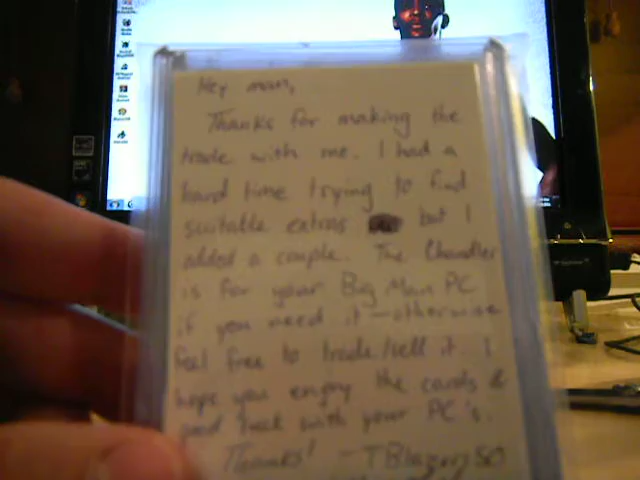 Hey man,
Thanks for making the
trade with me. I had a
hard time trying to find
suitable extras but I
added a couple. The Chandler
is for your Big Man PC
if you need it—otherwise
feel free to trade/sell it. I
hope you enjoy the cards &
good luck with your PC's.
Thanks! - TBlazers50